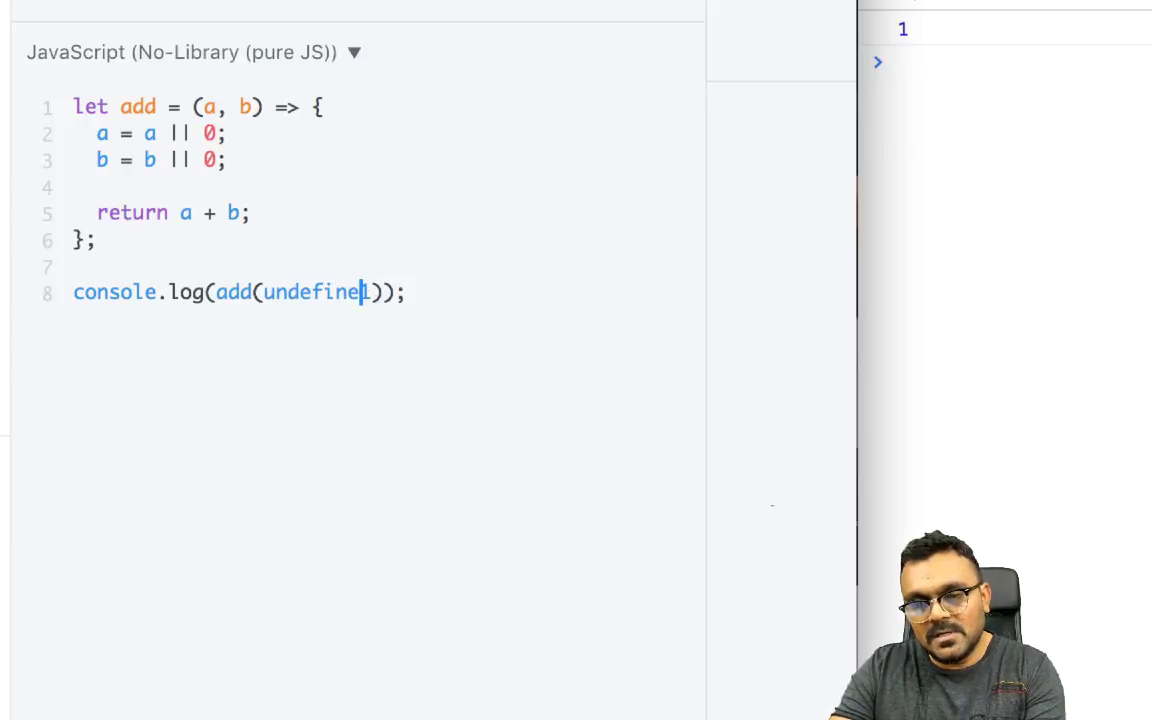 JavaScript (No-Library (pure JS)) ▼
1 let add = (a, b) => {
2 a = a || 0;
3 b = b || 0;
4
5 return a + b;
6 };
7
8 console.log(add(undefine1));
1
>